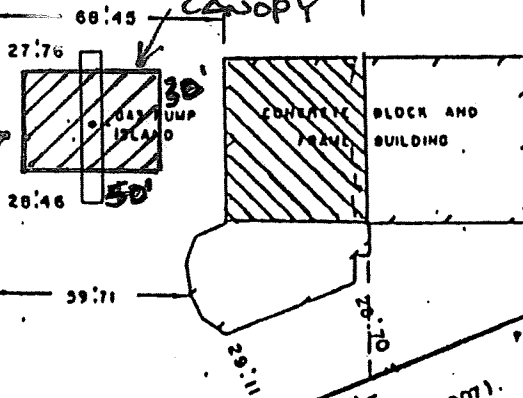 68.45
CANOPY
27.76
30'
GAS PUMP
ISLAND
CONCRETE BLOCK AND
FRAME BUILDING
28.46
50'
59.71
29.11
20.70